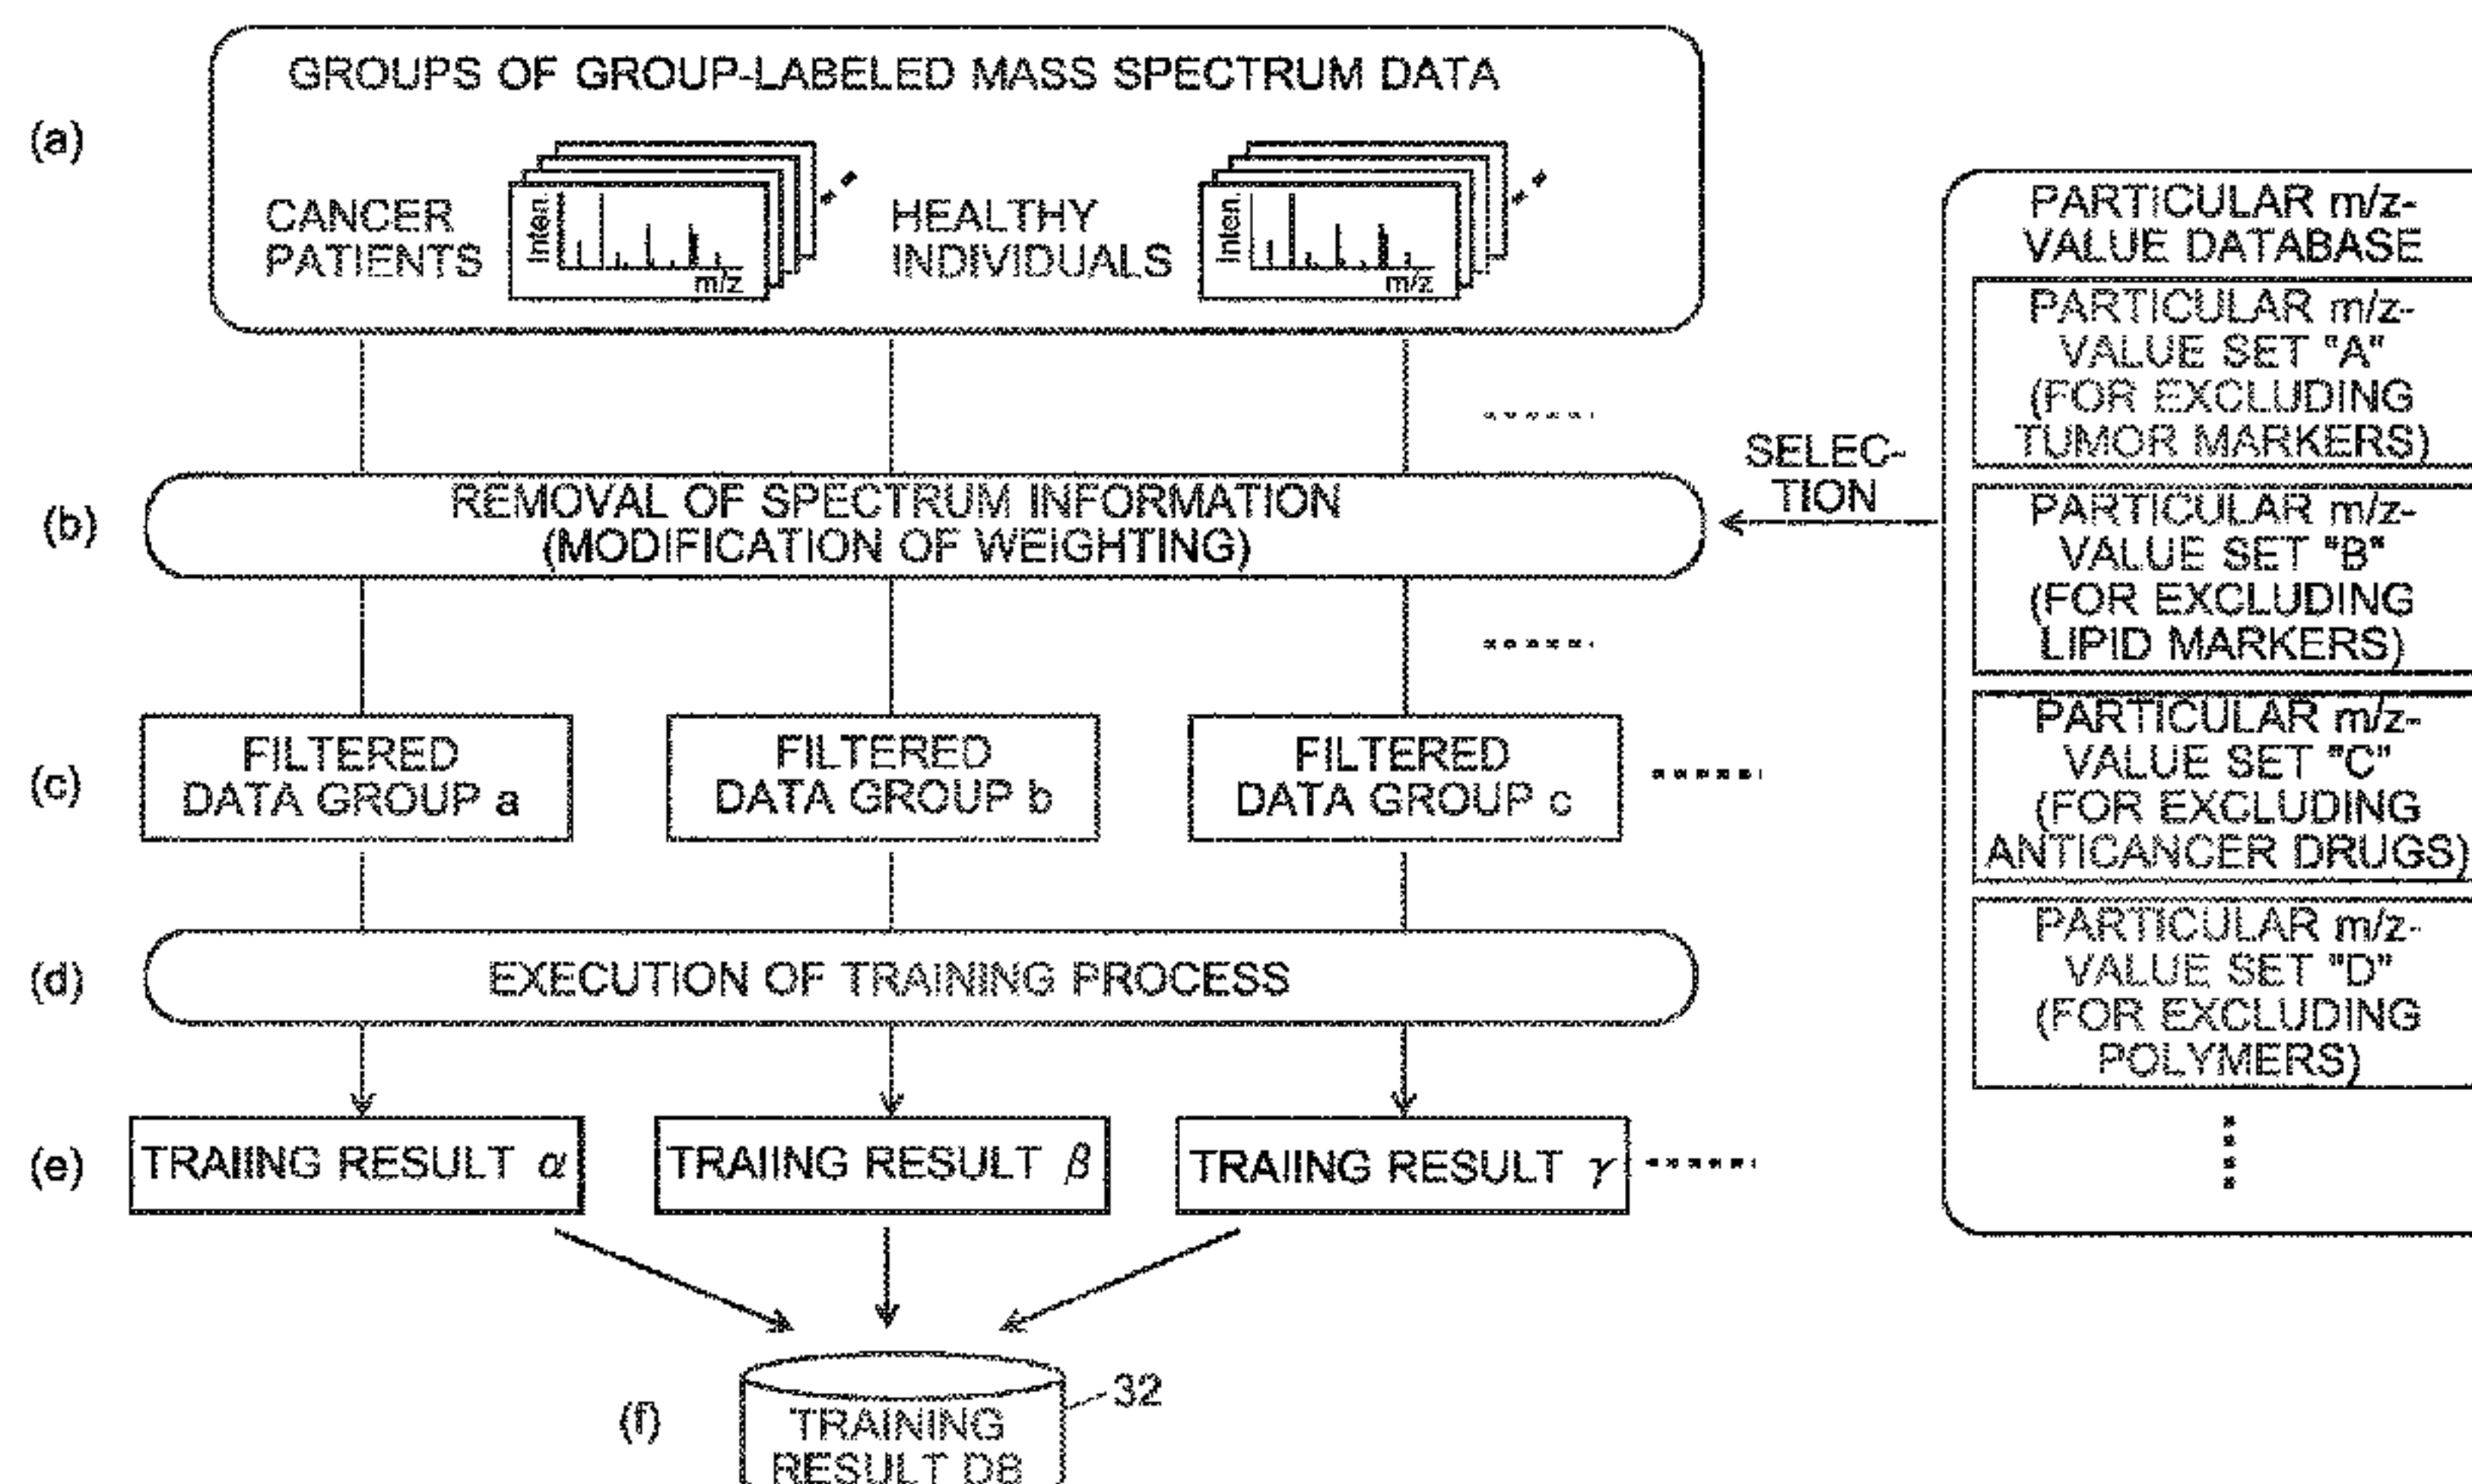 GROUPS OF GROUP-LABELED MASS SPECTRUM DATA
(a)
CANCER
PATIENTS
Inten.
m/z
HEALTHY
INDIVIDUALS
Inten.
m/z
(b)
REMOVAL OF SPECTRUM INFORMATION
(MODIFICATION OF WEIGHTING)
SELEC-
TION
(c)
FILTERED
DATA GROUP a
FILTERED
DATA GROUP b
FILTERED
DATA GROUP c
(d)
EXECUTION OF TRAINING PROCESS
(e)
TRAIING RESULT α
TRAIING RESULT β
TRAIING RESULT γ
(f)
TRAINING
RESULT DB
32
PARTICULAR m/z-
VALUE DATABASE
PARTICULAR m/z-
VALUE SET "A"
(FOR EXCLUDING
TUMOR MARKERS)
PARTICULAR m/z-
VALUE SET "B"
(FOR EXCLUDING
LIPID MARKERS)
PARTICULAR m/z-
VALUE SET "C"
(FOR EXCLUDING
ANTICANCER DRUGS)
PARTICULAR m/z-
VALUE SET "D"
(FOR EXCLUDING
POLYMERS)